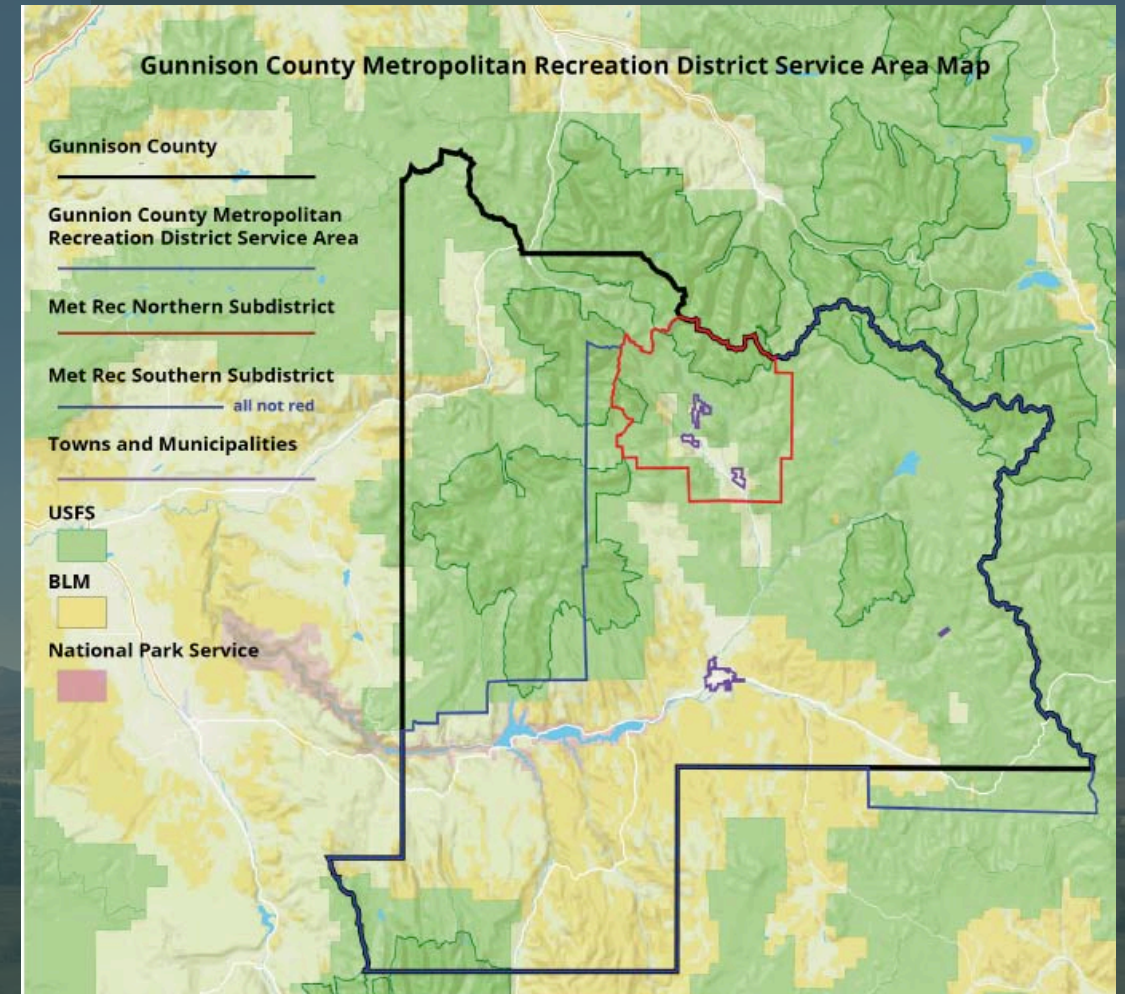 Gunnison County Metropolitan Recreation District Service Area Map
Gunnison County
Gunnion County Metropolitan
Recreation District Service Area
Met Rec Northern Subdistrict
Met Rec Southern Subdistrict
all not red
Towns and Municipalities
USFS
BLM
National Park Service